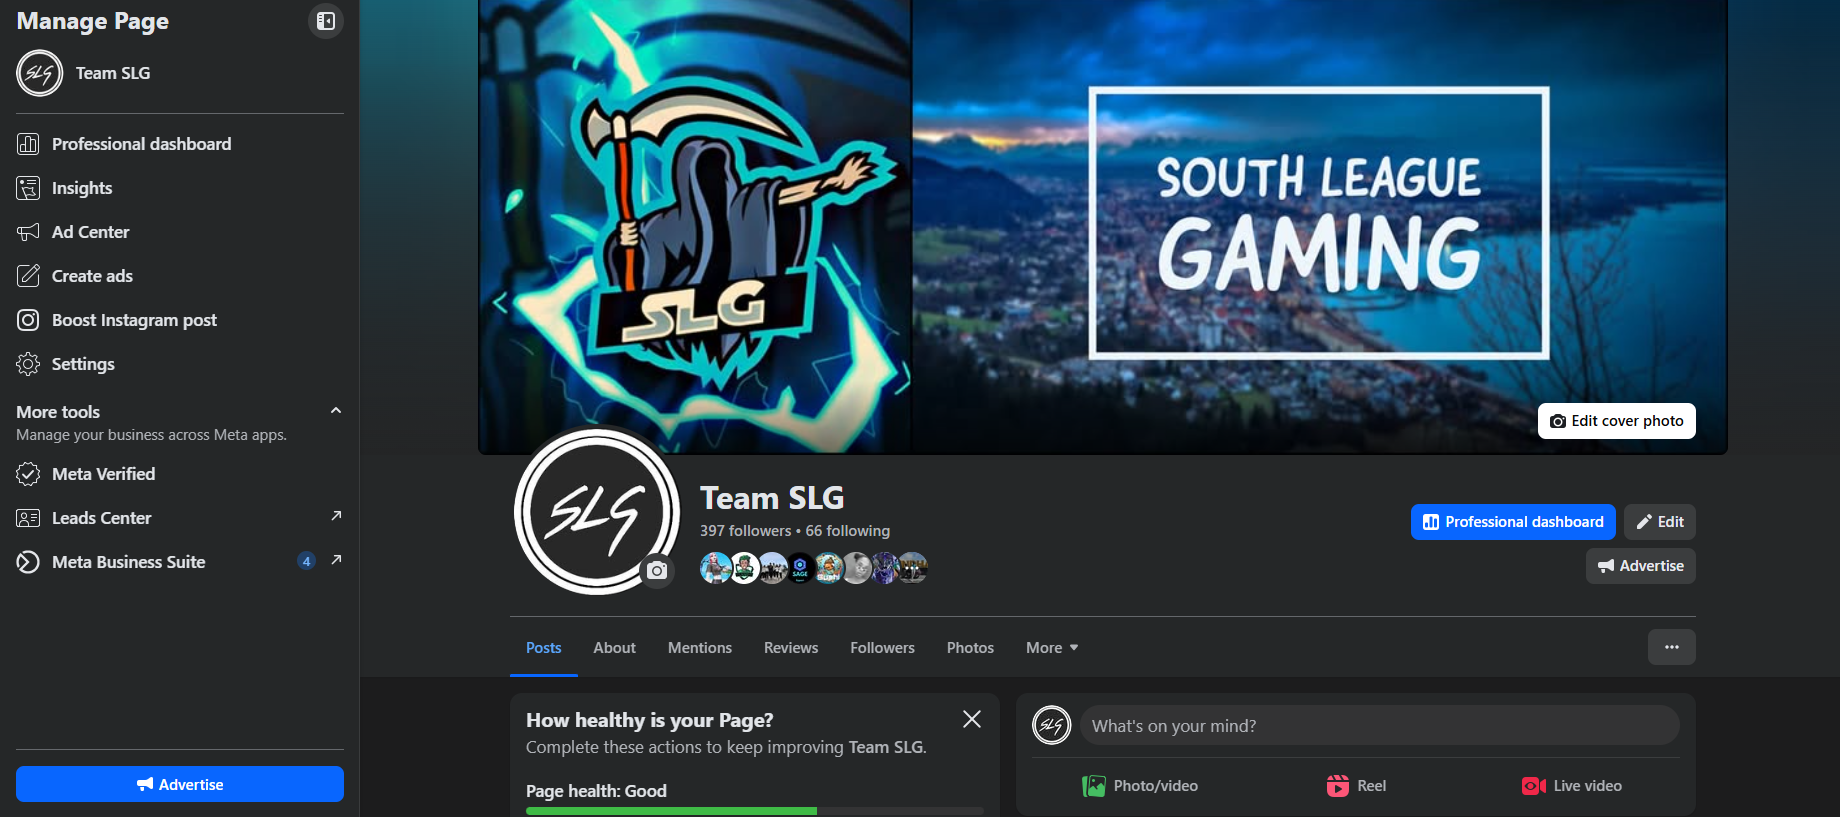 Manage Page
SLG
Team SLG
Professional dashboard
Insights
Ad Center
Create ads
Boost Instagram post
Settings
More tools
Manage your business across Meta apps.
Meta Verified
Leads Center
Meta Business Suite 4
Advertise
SLG
SOUTH LEAGUE
GAMING
Edit cover photo
SLG
Team SLG
397 followers • 66 following
SAGE
Professional dashboard
Edit
Advertise
Posts About Mentions Reviews Followers Photos More
How healthy is your Page?
Complete these actions to keep improving Team SLG.
Page health: Good
SLG
What's on your mind?
Photo/video Reel Live video